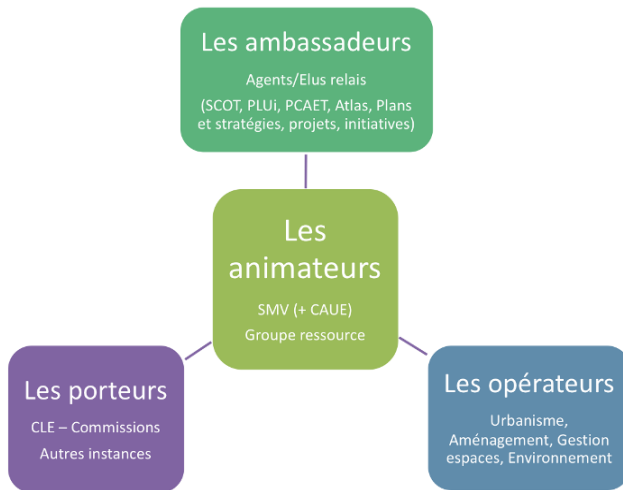 Les ambassadeurs
Agents/Elus relais
(SCOT, PLUi, PCAET, Atlas, Plans
et stratégies, projets, initiatives)
Les
animateurs
SMV (+ CAUE)
Groupe ressource
Les porteurs
CLE – Commissions
Autres instances
Les opérateurs
Urbanisme,
Aménagement, Gestion
espaces, Environnement